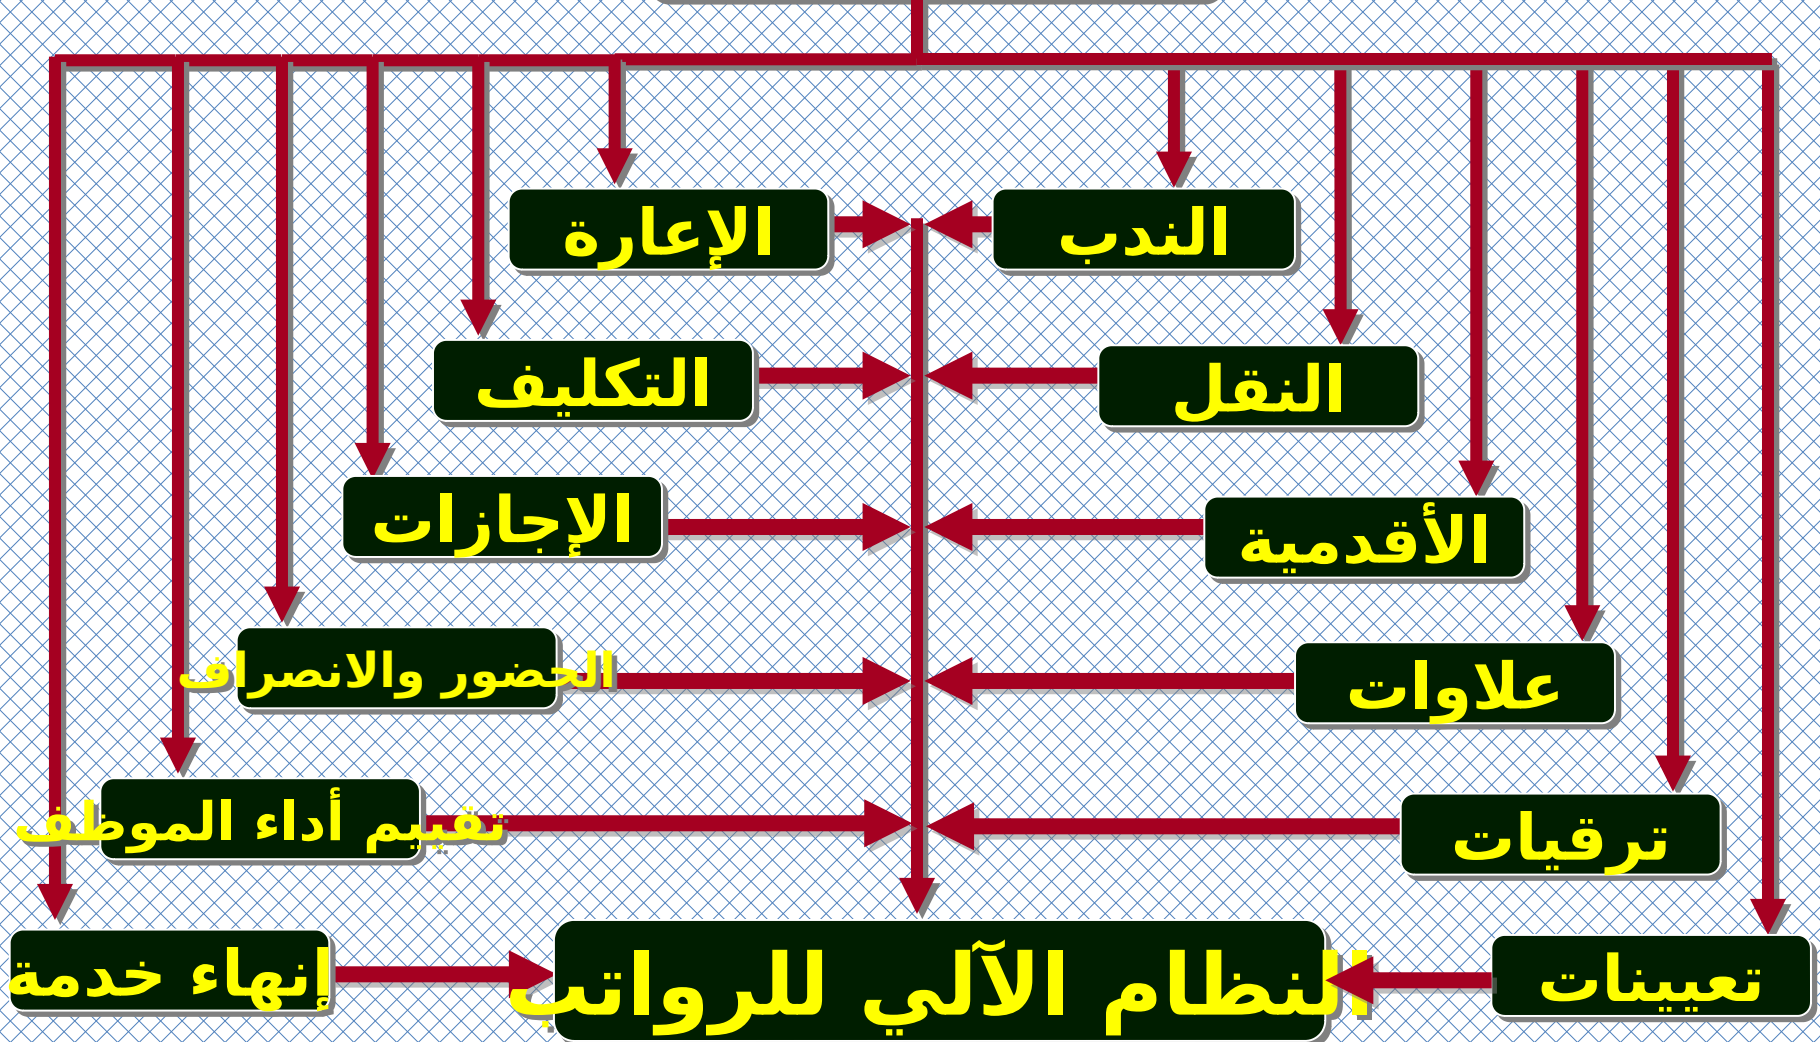 الندب
الإعارة
النقل
التكليف
الأقدمية
الإجازات
علاوات
الحضور والانصراف
ترقيات
تقييم أداء الموظف
تعيينات
النظام الآلي للرواتب
إنهاء خدمة